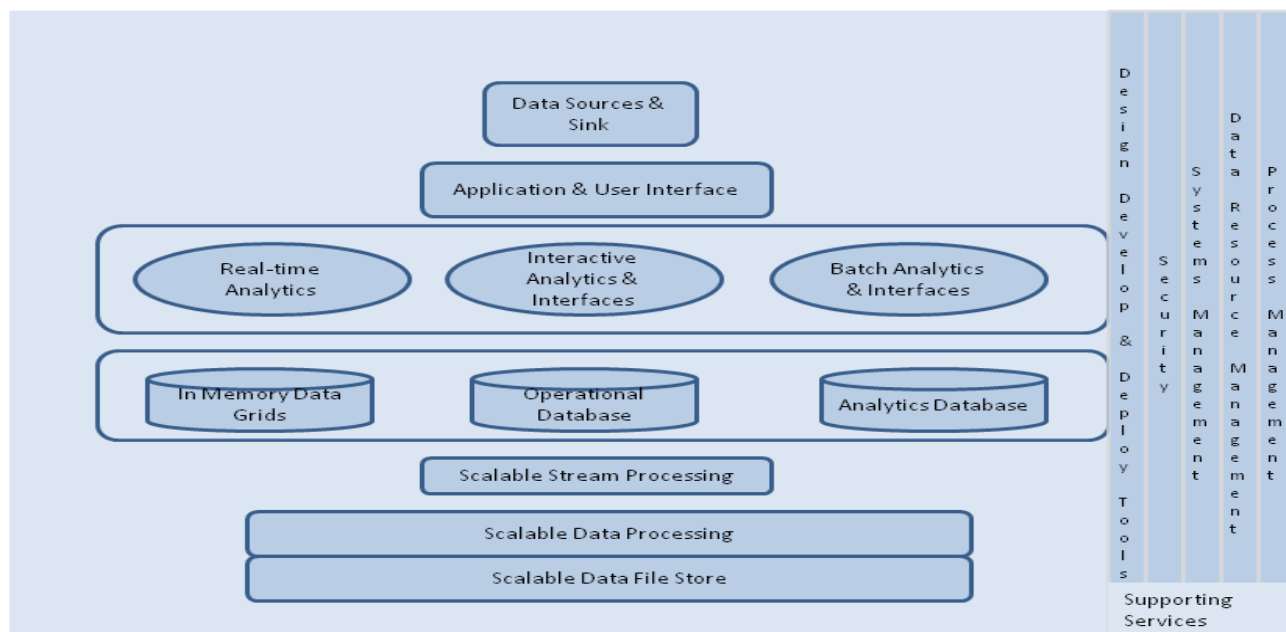 Data Sources &
Sink
Application & User Interface
Real-time
Analytics
Interactive
Analytics &
Interfaces
Batch Analytics
& Interfaces
In Memory Data
Grids
Operational
Database
Analytics Database
Scalable Stream Processing
Scalable Data Processing
Scalable Data File Store
Design Develop & Deploy Tools
Security
Systems Management
Data Resource Management
Process Management
Supporting
Services